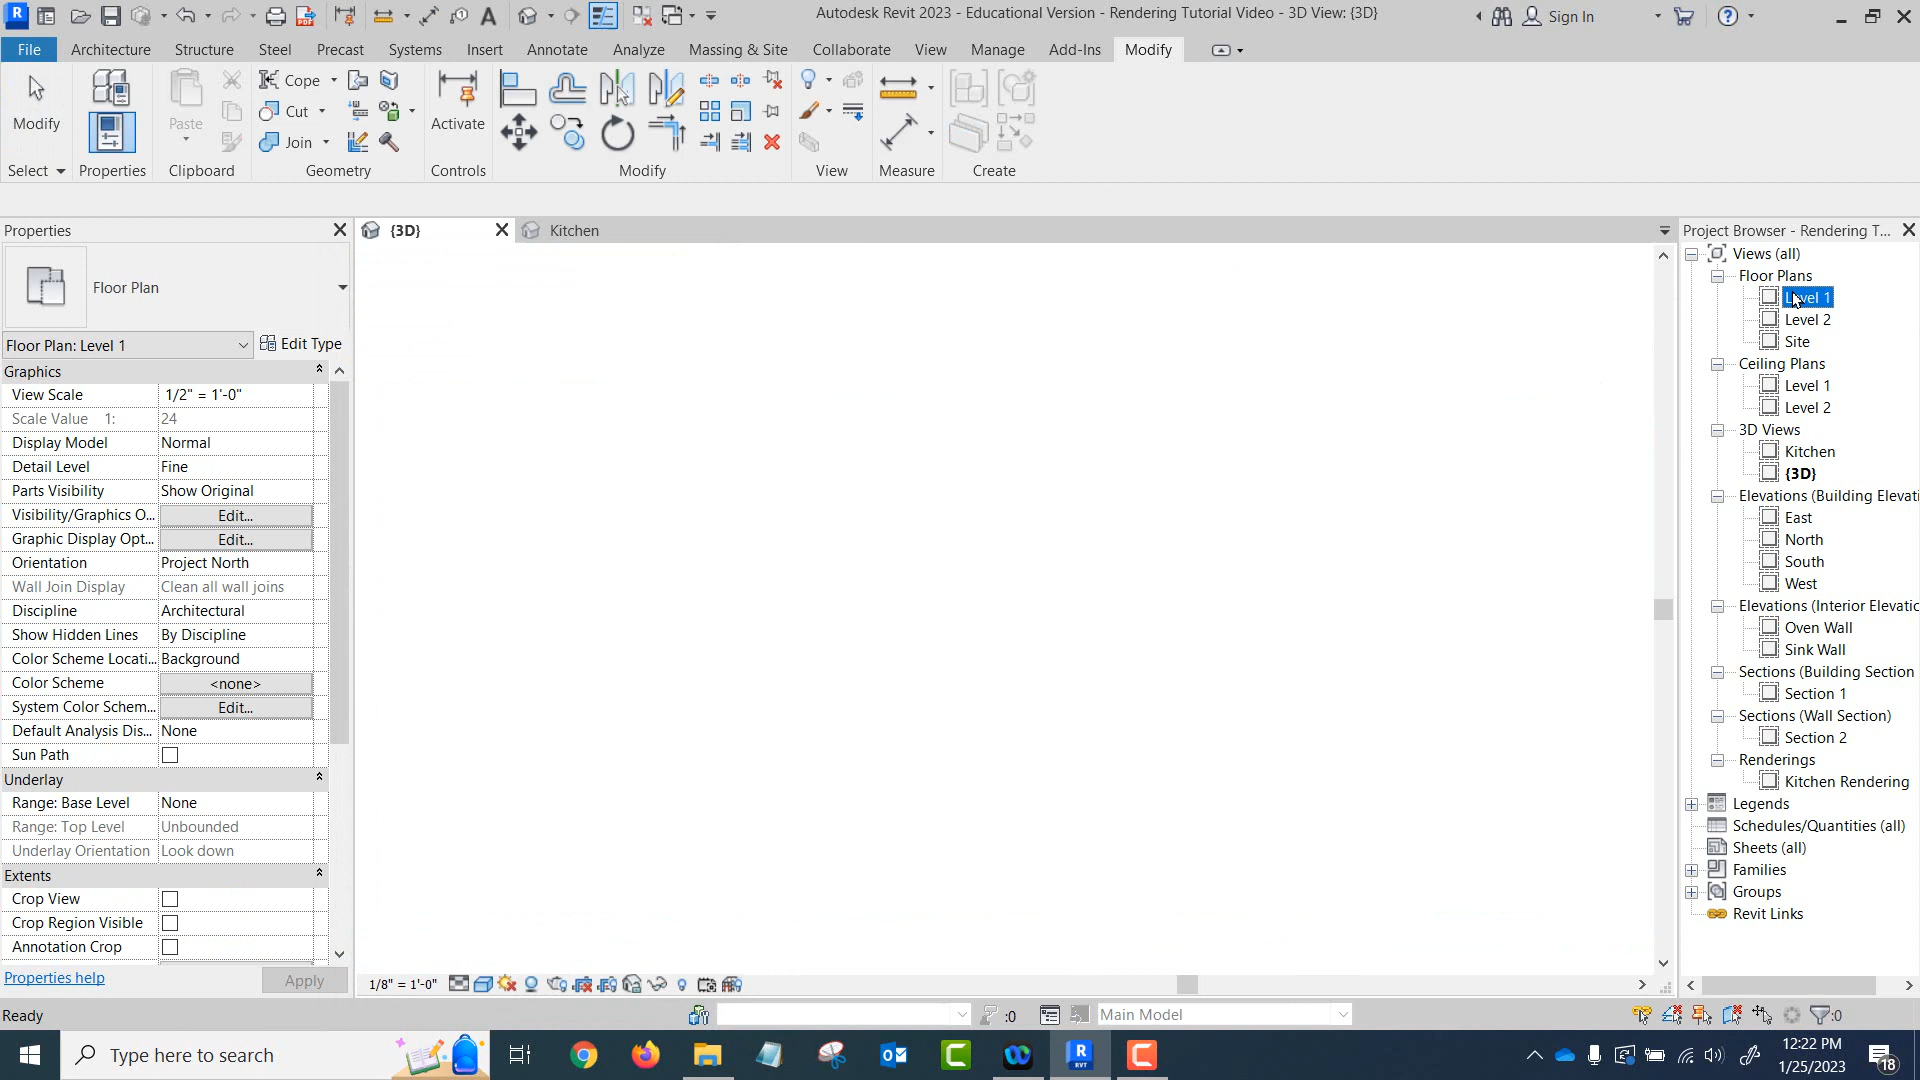 Autodesk Revit 2023 - Educational Version - Rendering Tutorial Video - 3D View: {3D}
Sign In
File Architecture Structure Steel Precast Systems Insert Annotate Analyze Massing & Site Collaborate View Manage Add-Ins Modify
Modify
Paste
Cope
Cut
Join
Activate
Select Properties Clipboard Geometry Controls Modify View Measure Create
Properties
{3D}
Kitchen
Project Browser - Rendering T...
Floor Plan
Floor Plan: Level 1
Edit Type
Graphics
View Scale 1/2" = 1'-0"
Scale Value 1: 24
Display Model Normal
Detail Level Fine
Parts Visibility Show Original
Visibility/Graphics O... Edit...
Graphic Display Opt... Edit...
Orientation Project North
Wall Join Display Clean all wall joins
Discipline Architectural
Show Hidden Lines By Discipline
Color Scheme Locati... Background
Color Scheme <none>
System Color Schem... Edit...
Default Analysis Dis... None
Sun Path
Underlay
Range: Base Level None
Range: Top Level Unbounded
Underlay Orientation Look down
Extents
Crop View
Crop Region Visible
Annotation Crop
Properties help
Apply
Views (all)
Floor Plans
Level 1
Level 2
Site
Ceiling Plans
Level 1
Level 2
3D Views
Kitchen
{3D}
Elevations (Building Elevati
East
North
South
West
Elevations (Interior Elevatic
Oven Wall
Sink Wall
Sections (Building Section
Section 1
Sections (Wall Section)
Section 2
Renderings
Kitchen Rendering
Legends
Schedules/Quantities (all)
Sheets (all)
Families
Groups
Revit Links
1/8" = 1'-0"
Ready
:0
Main Model
:0
Type here to search
12:22 PM
1/25/2023
18